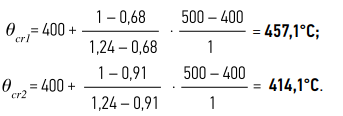 θcr1 = 400 + (1 – 0,68)/(1,24 – 0,68) · (500 – 400)/1 = 457,1°C;
θcr2 = 400 + (1 – 0,91)/(1,24 – 0,91) · (500 – 400)/1 = 414,1°C.